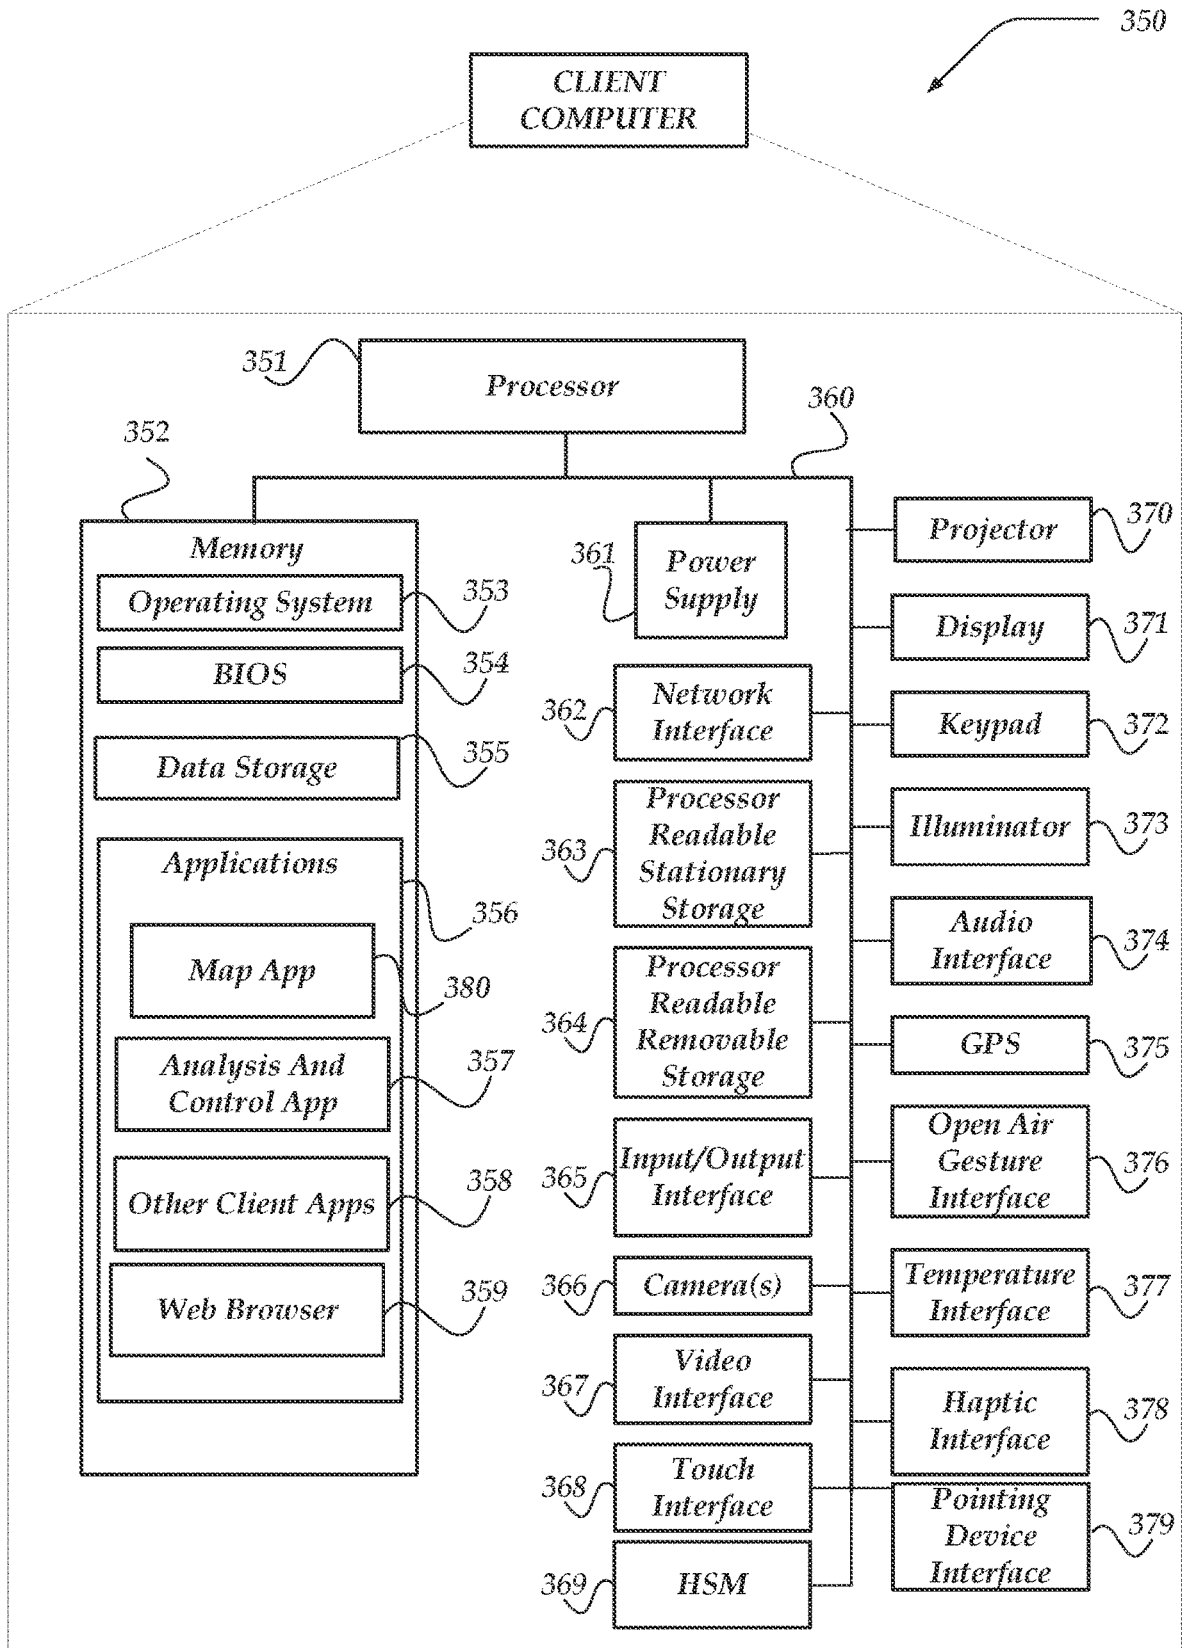 350
CLIENT
COMPUTER
351
Processor
360
352
Memory
Operating System
353
BIOS
354
Data Storage
355
Applications
356
Map App
380
Analysis And
Control App
357
Other Client Apps
358
Web Browser
359
361
Power
Supply
362
Network
Interface
363
Processor
Readable
Stationary
Storage
364
Processor
Readable
Removable
Storage
365
Input/Output
Interface
366
Camera(s)
367
Video
Interface
368
Touch
Interface
369
HSM
Projector
370
Display
371
Keypad
372
Illuminator
373
Audio
Interface
374
GPS
375
Open Air
Gesture
Interface
376
Temperature
Interface
377
Haptic
Interface
378
Pointing
Device
Interface
379